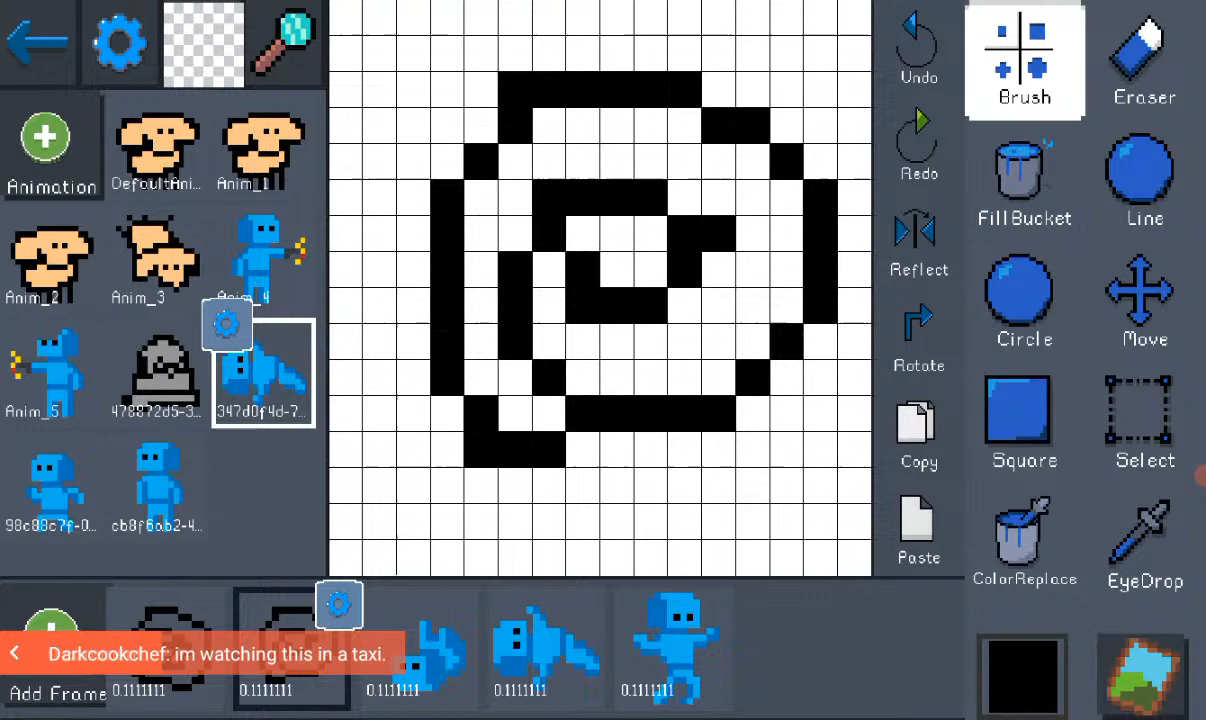 Undo
Brush
Eraser
Animation
DefaultAni...
Anim_1
Redo
FillBucket
Line
Reflect
Anim_2
Anim_3
Anim_4
Circle
Move
Rotate
Anim_5
478872d5-3...
347d0f4d-7...
Copy
Square
Select
98c88c7f-0...
cb8f6ab2-4...
Paste
ColorReplace
EyeDrop
Darkcookchef: im watching this in a taxi.
Add Frame
0.1111111
0.1111111
0.1111111
0.1111111
0.1111111